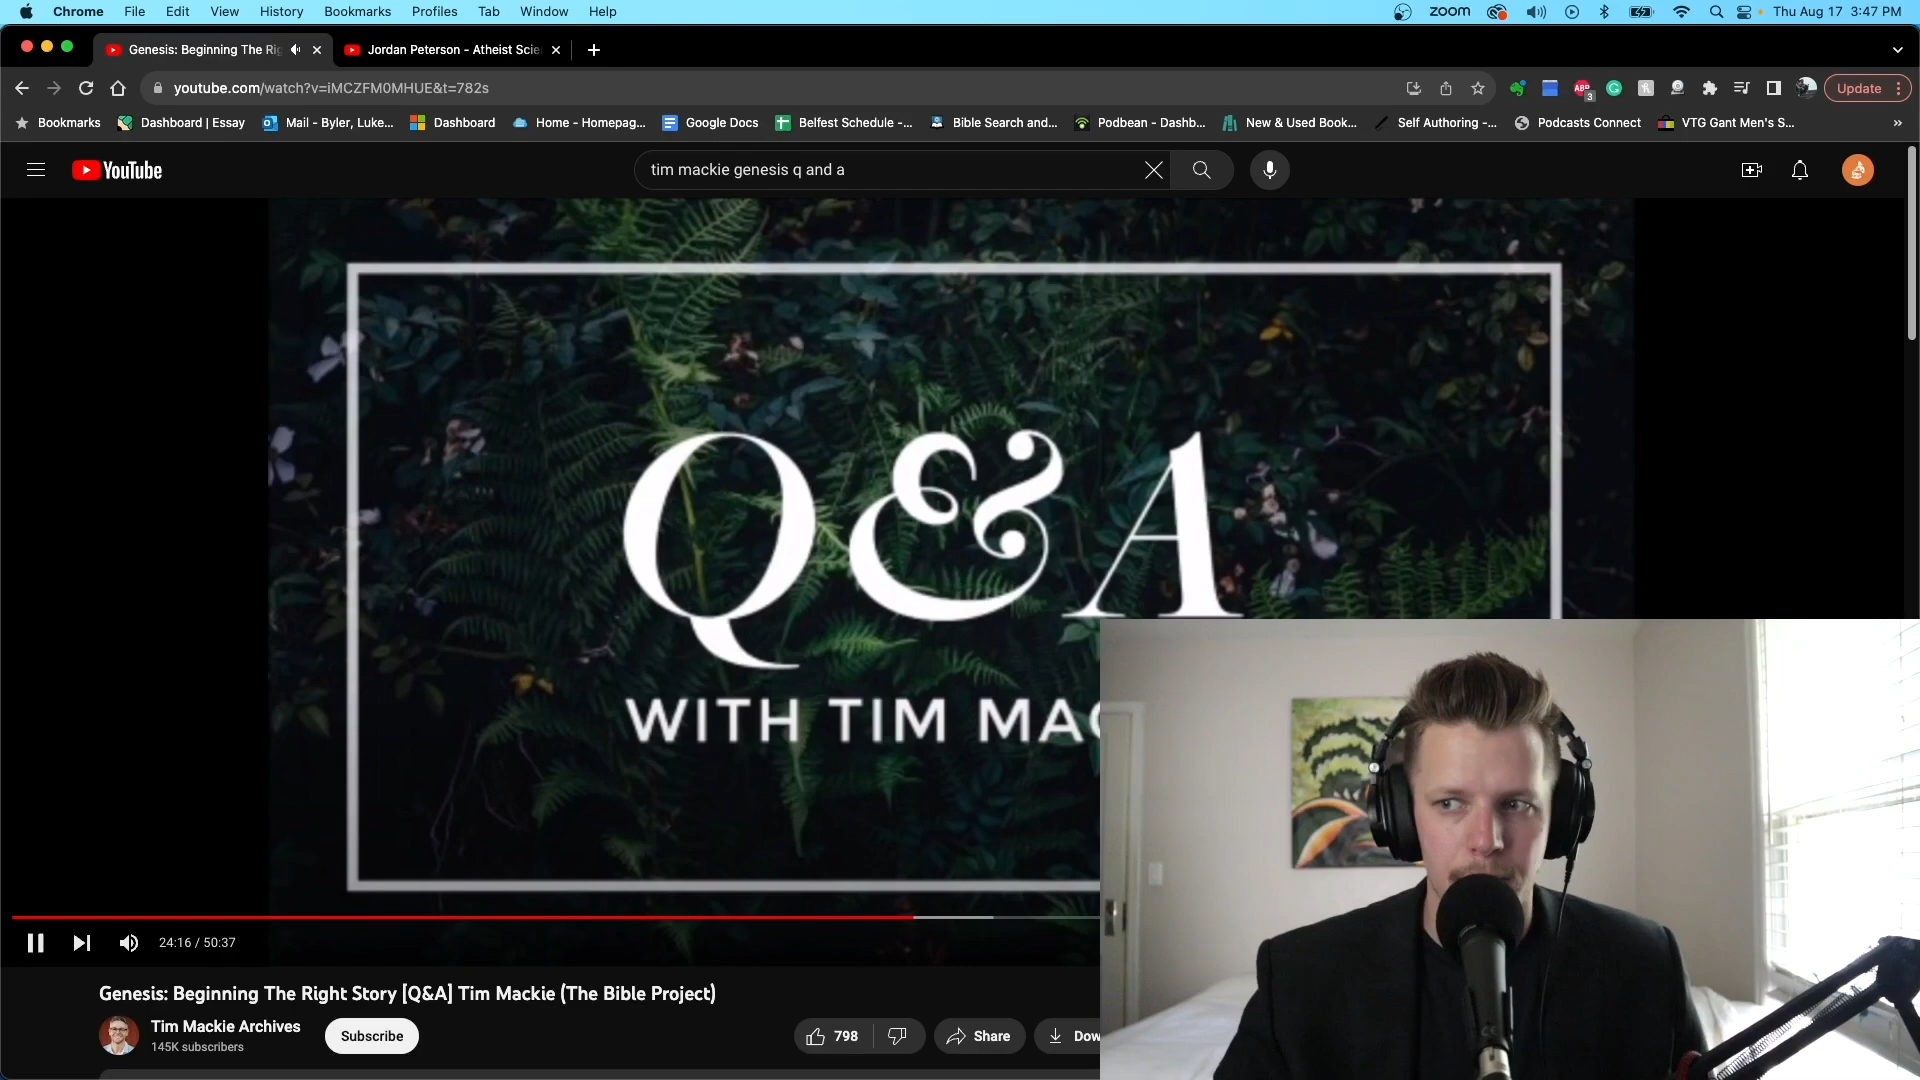 Chrome File Edit View History Bookmarks Profiles Tab Window Help zoom Thu Aug 17 3:47 PM
Genesis: Beginning The Rig Jordan Peterson - Atheist Scie
youtube.com/watch?v=iMCZFM0MHUE&t=782s ABP 3 Update
Bookmarks Dashboard | Essay Mail - Byler, Luke... Dashboard Home - Homepag... Google Docs Belfest Schedule -... Bible Search and... Podbean - Dashb... New & Used Book... Self Authoring -... Podcasts Connect VTG Gant Men's S... »
YouTube tim mackie genesis q and a
Q&A
WITH TIM MAC
24:16 / 50:37
Genesis: Beginning The Right Story [Q&A] Tim Mackie (The Bible Project)
Tim Mackie Archives
145K subscribers
Subscribe 798 Share Dow